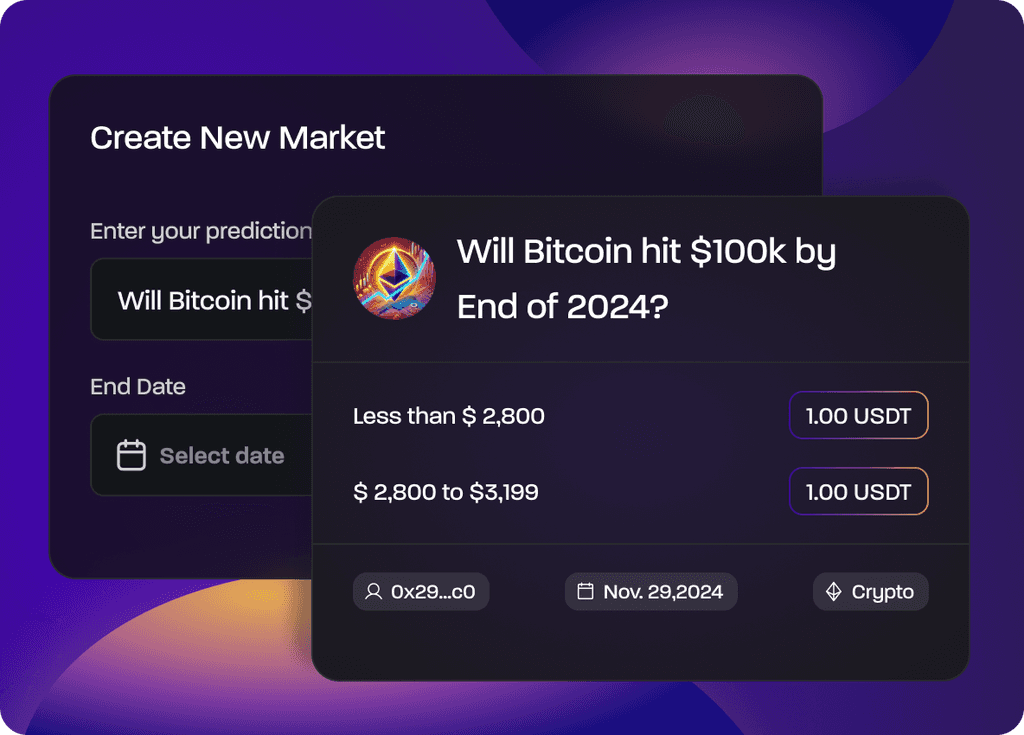 Create New Market
Enter your prediction
Will Bitcoin hit $
End Date
Select date
Will Bitcoin hit $100k by
End of 2024?
Less than $ 2,800
1.00 USDT
$ 2,800 to $3,199
1.00 USDT
0x29...c0
Nov. 29,2024
Crypto